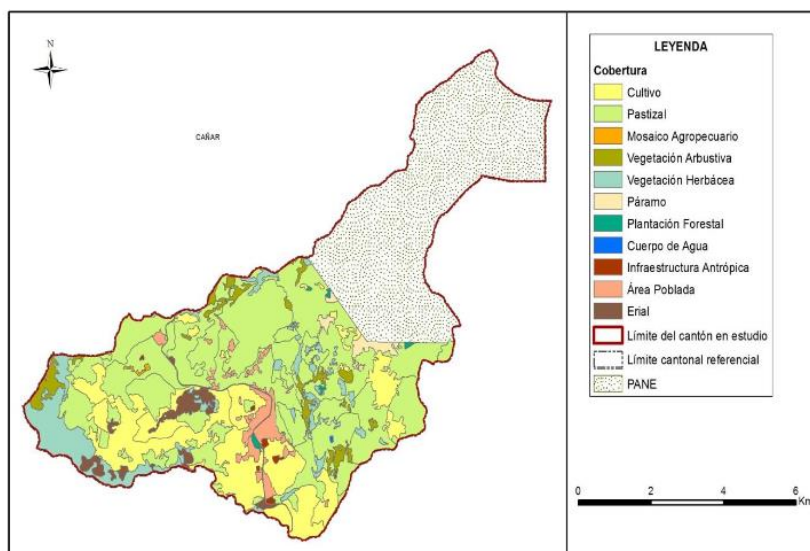 N
CAÑAR
LEYENDA
Cobertura
Cultivo
Pastizal
Mosaico Agropecuario
Vegetación Arbustiva
Vegetación Herbácea
Páramo
Plantación Forestal
Cuerpo de Agua
Infraestructura Antrópica
Área Poblada
Erial
Límite del cantón en estudio
Límite cantonal referencial
PANE
0 2 4 6
Km